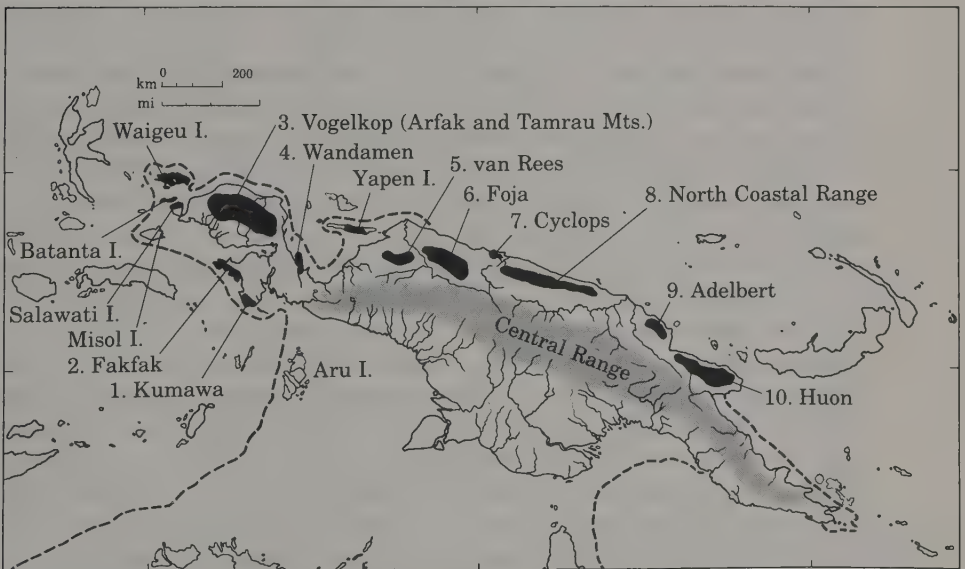 0 200
km
mi
Waigeu I.
3. Vogelkop (Arfak and Tamrau Mts.)
4. Wandamen
Yapen I.
5. van Rees
6. Foja
7. Cyclops
8. North Coastal Range
Batanta I.
Salawati I.
Misol I.
2. Fakfak
1. Kumawa
Aru I.
Central Range
9. Adelbert
10. Huon